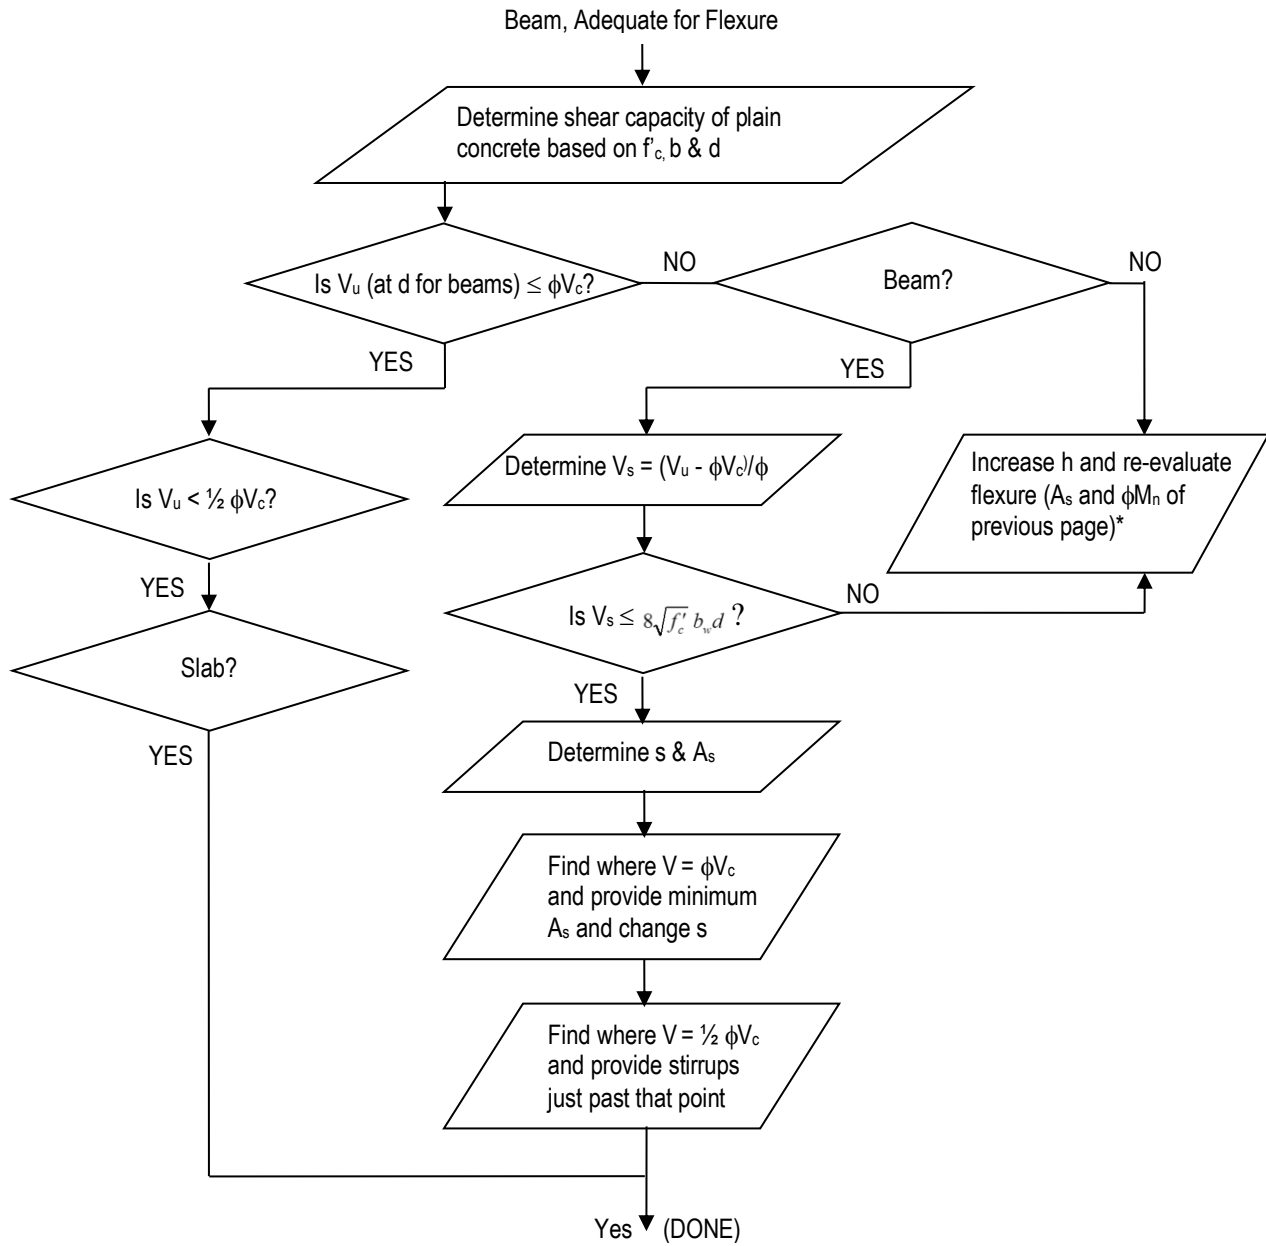 Beam, Adequate for Flexure
Determine shear capacity of plain
concrete based on f’c, b & d
Is Vu (at d for beams) ≤ ϕVc?
NO
Beam?
NO
YES
YES
Is Vu < ½ ϕVc?
Determine Vs = (Vu - ϕVc)/ϕ
Increase h and re-evaluate
flexure (As and ϕMn of
previous page)*
YES
Is Vs ≤ 8√f′c bwd ?
NO
Slab?
YES
YES
Determine s & As
Find where V = ϕVc
and provide minimum
As and change s
Find where V = ½ ϕVc
and provide stirrups
just past that point
Yes (DONE)